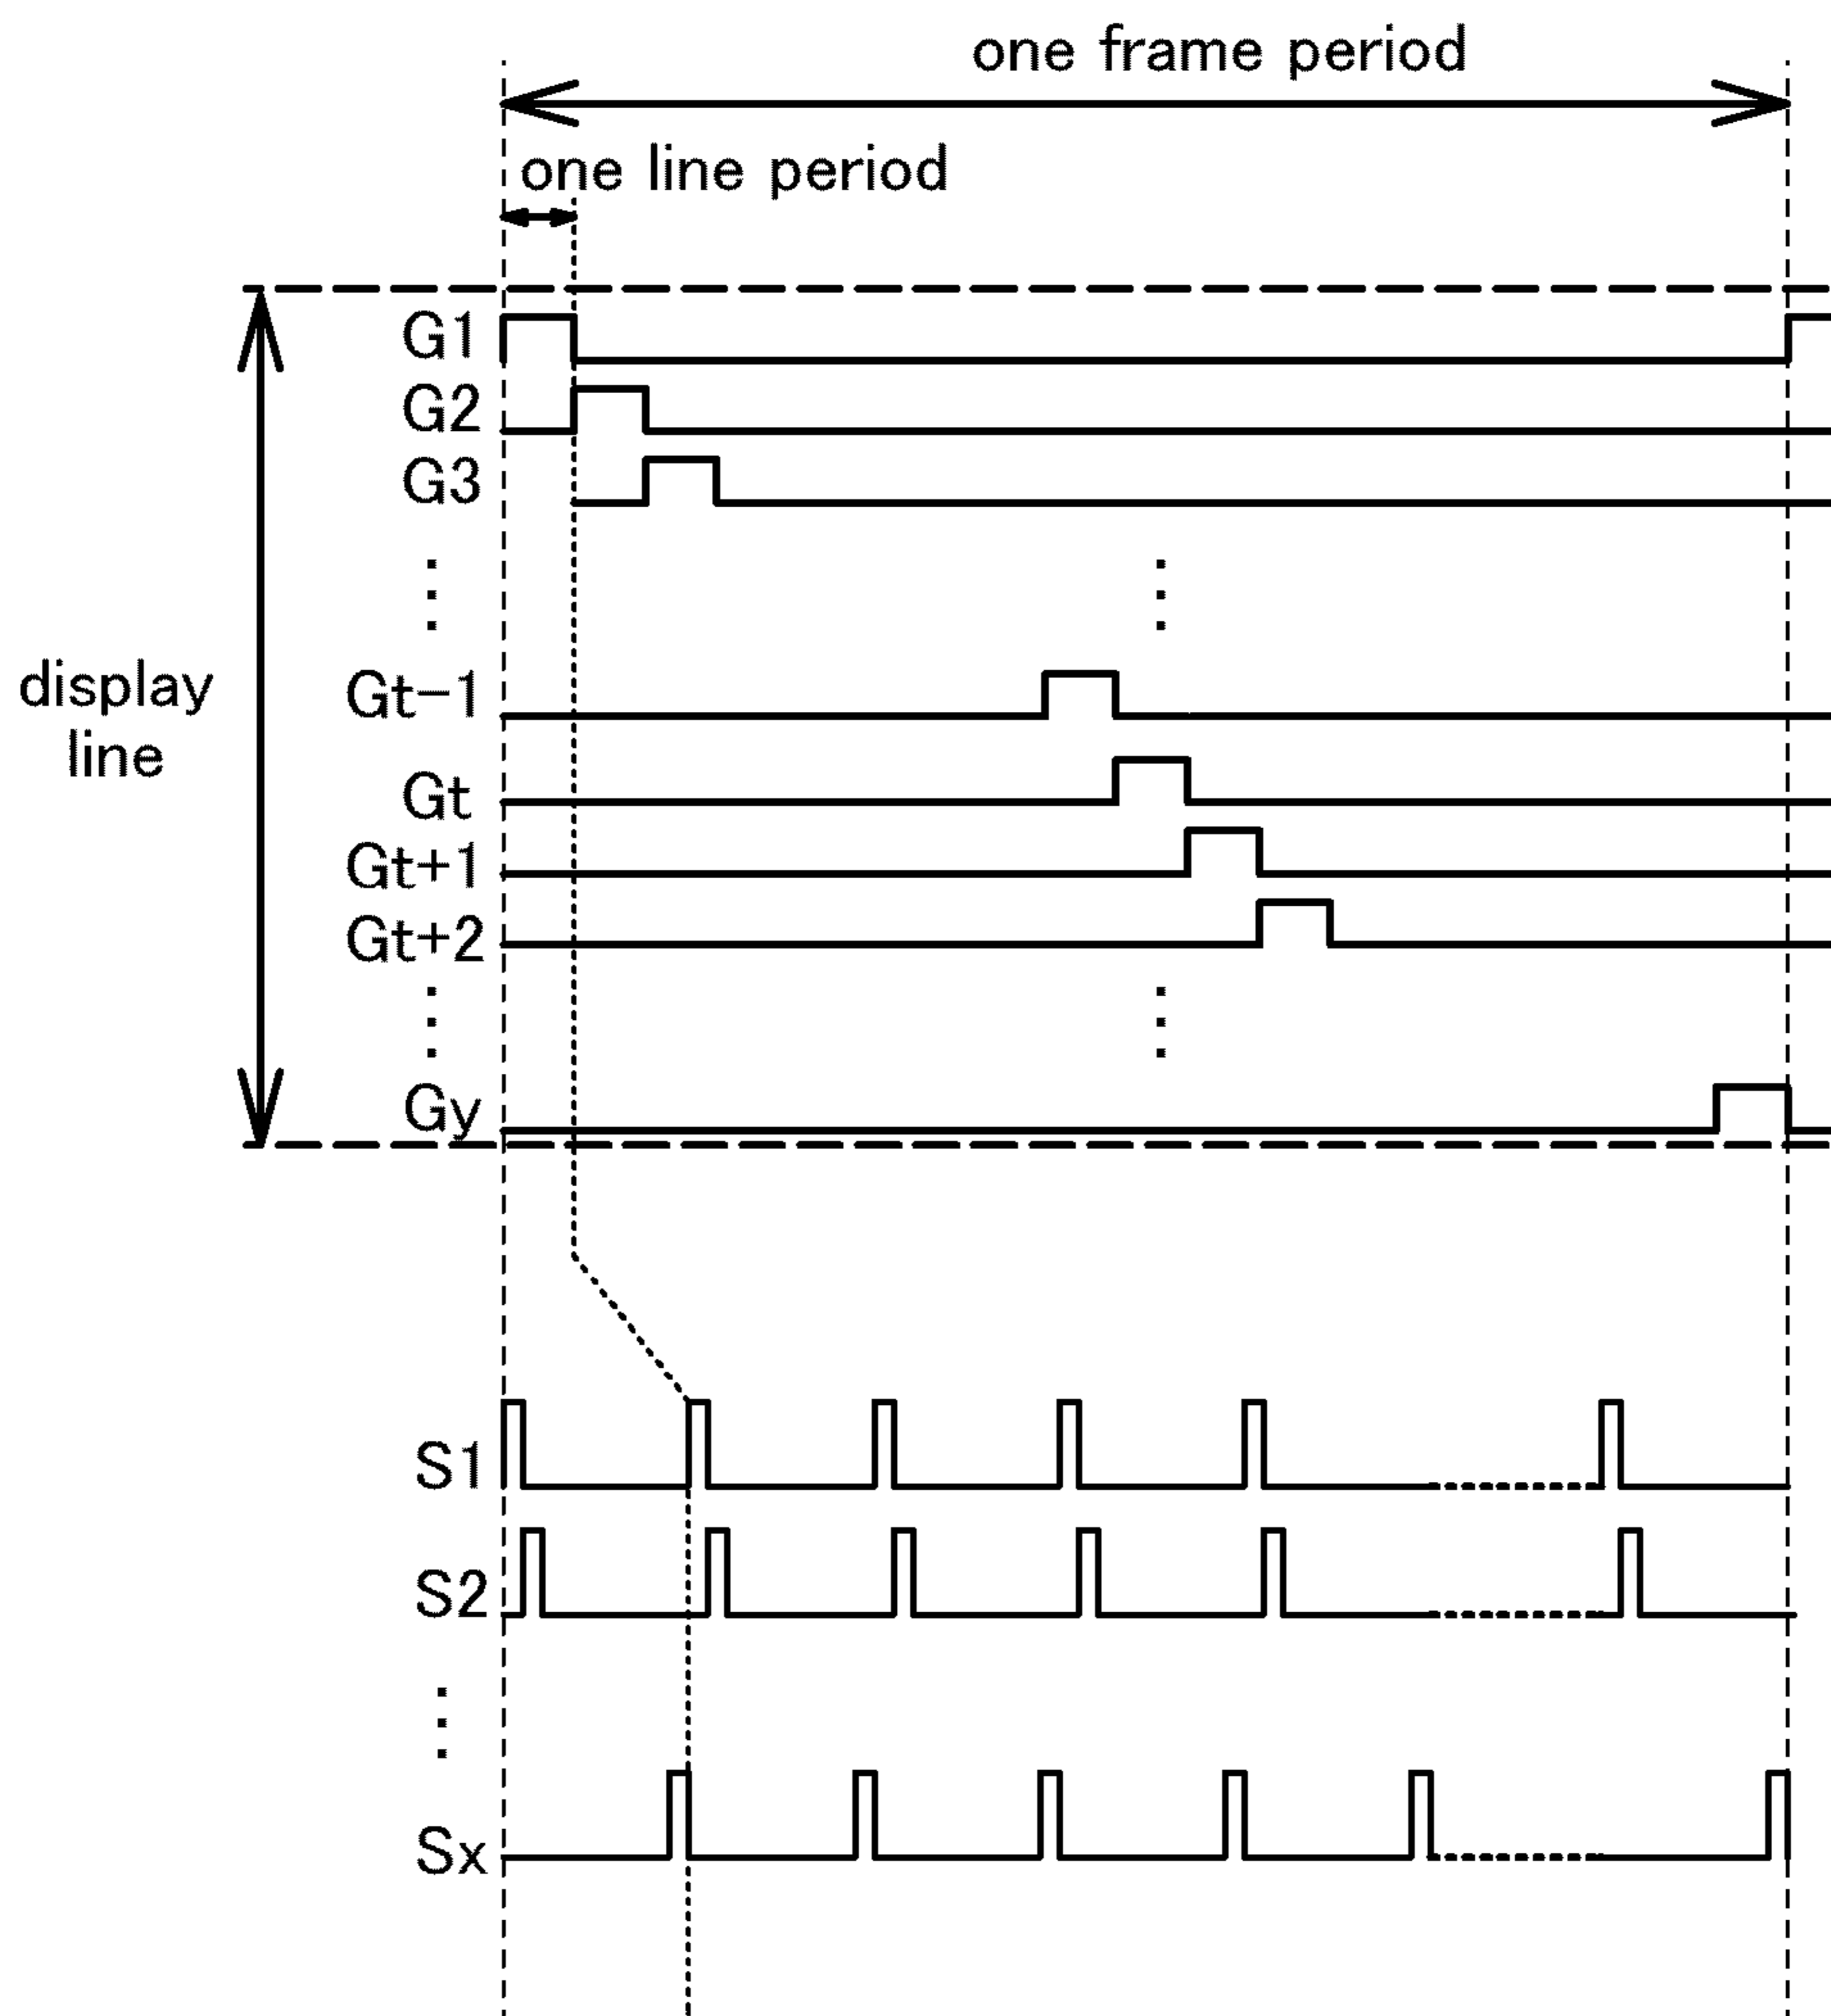 one frame period
one line period
G1
G2
G3
Gt-1
display
line
Gt
Gt+1
Gt+2
Gy
S1
S2
Sx